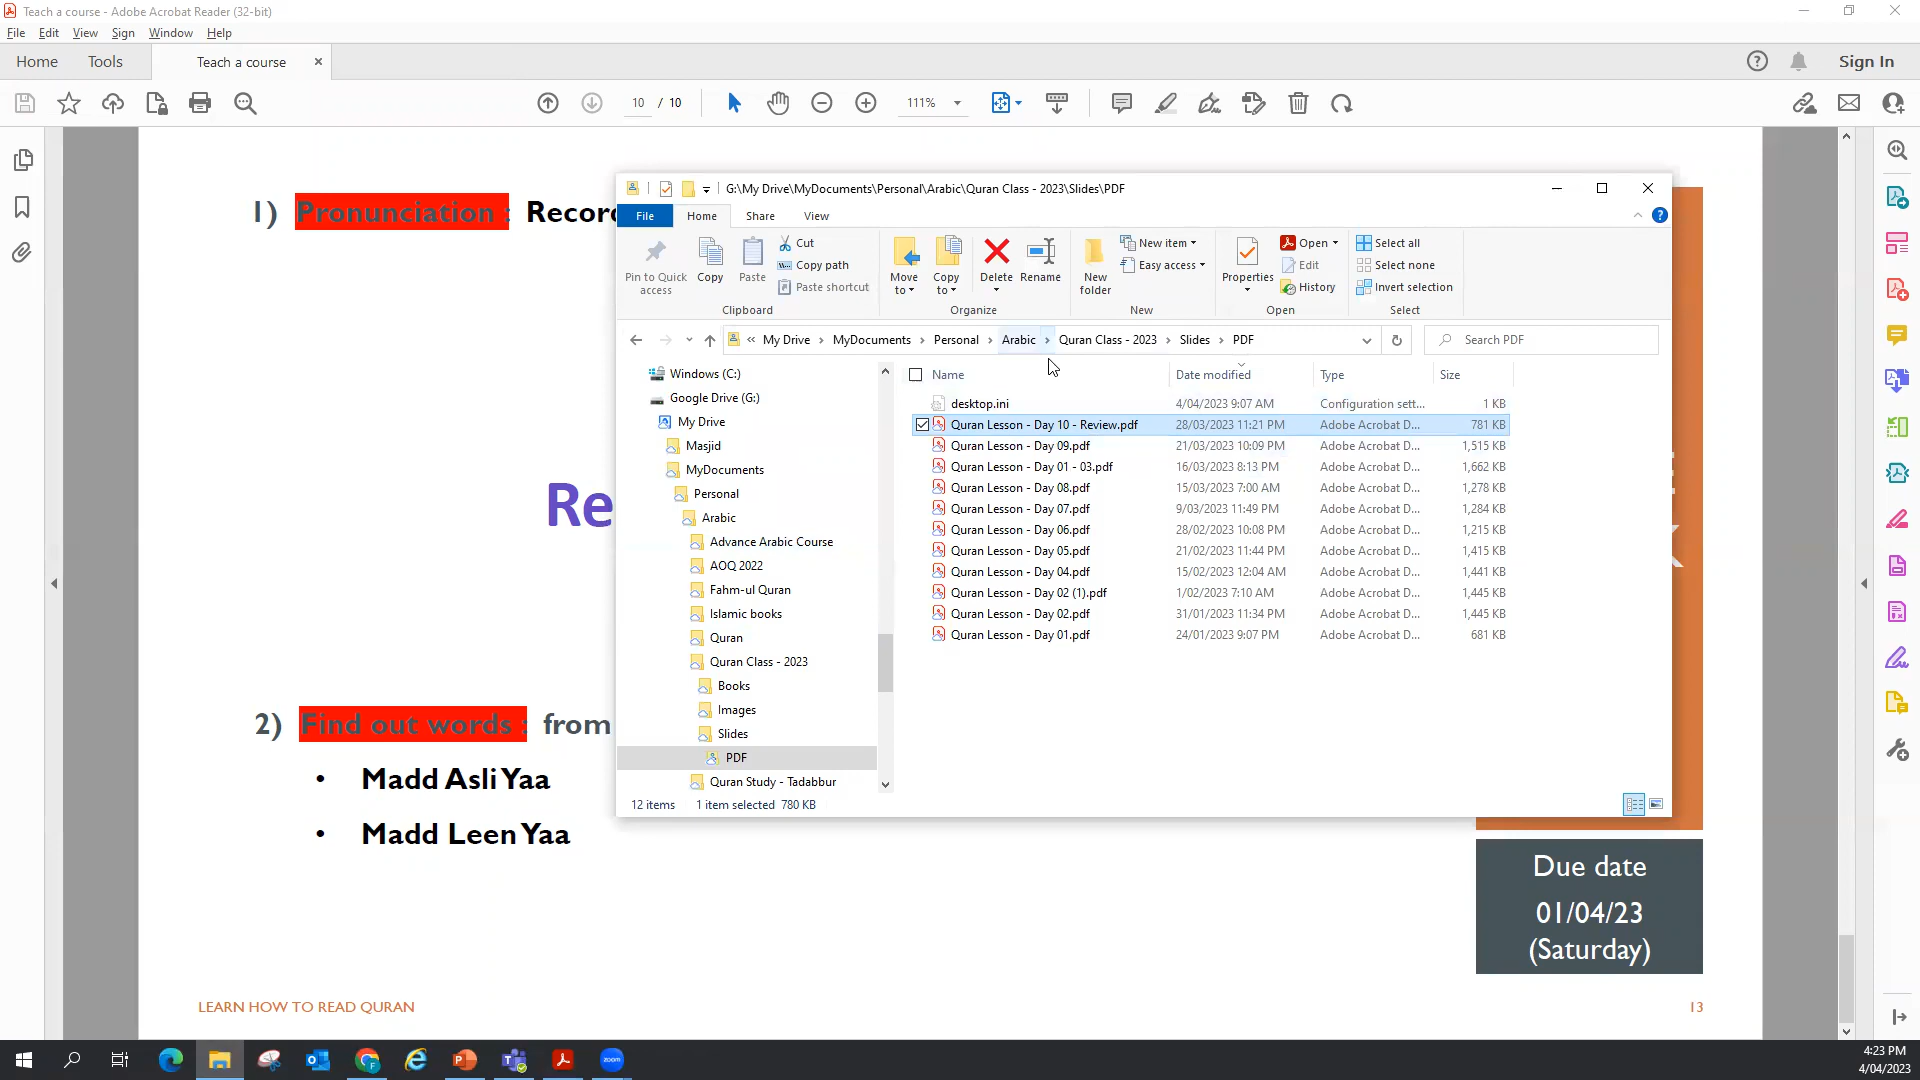 Teach a course - Adobe Acrobat Reader (32-bit)
File Edit View Sign Window Help
Home Tools Teach a course × Sign In
10 / 10 111%
1) Pronunciation : Recor
Re
2) Find out words : from
• Madd Asli Yaa
• Madd Leen Yaa
G:\My Drive\MyDocuments\Personal\Arabic\Quran Class - 2023\Slides\PDF
File Home Share View
Pin to Quick access
Copy
Paste
Cut
Copy path
Paste shortcut
Clipboard
Move to
Copy to
Delete
Rename
Organize
New folder
New item
Easy access
New
Properties
Open
Edit
History
Open
Select all
Select none
Invert selection
Select
« My Drive › MyDocuments › Personal › Arabic › Quran Class - 2023 › Slides › PDF
Search PDF
Windows (C:)
Google Drive (G:)
My Drive
Masjid
MyDocuments
Personal
Arabic
Advance Arabic Course
AOQ 2022
Fahm-ul Quran
Islamic books
Quran
Quran Class - 2023
Books
Images
Slides
PDF
Quran Study - Tadabbur
Name Date modified Type Size
desktop.ini 4/04/2023 9:07 AM Configuration sett... 1 KB
Quran Lesson - Day 10 - Review.pdf 28/03/2023 11:21 PM Adobe Acrobat D... 781 KB
Quran Lesson - Day 09.pdf 21/03/2023 10:09 PM Adobe Acrobat D... 1,515 KB
Quran Lesson - Day 01 - 03.pdf 16/03/2023 8:13 PM Adobe Acrobat D... 1,662 KB
Quran Lesson - Day 08.pdf 15/03/2023 7:00 AM Adobe Acrobat D... 1,278 KB
Quran Lesson - Day 07.pdf 9/03/2023 11:49 PM Adobe Acrobat D... 1,284 KB
Quran Lesson - Day 06.pdf 28/02/2023 10:08 PM Adobe Acrobat D... 1,215 KB
Quran Lesson - Day 05.pdf 21/02/2023 11:44 PM Adobe Acrobat D... 1,415 KB
Quran Lesson - Day 04.pdf 15/02/2023 12:04 AM Adobe Acrobat D... 1,441 KB
Quran Lesson - Day 02 (1).pdf 1/02/2023 7:10 AM Adobe Acrobat D... 1,445 KB
Quran Lesson - Day 02.pdf 31/01/2023 11:34 PM Adobe Acrobat D... 1,445 KB
Quran Lesson - Day 01.pdf 24/01/2023 9:07 PM Adobe Acrobat D... 681 KB
12 items 1 item selected 780 KB
Due date
01/04/23
(Saturday)
LEARN HOW TO READ QURAN 13
zoom
4:23 PM
4/04/2023